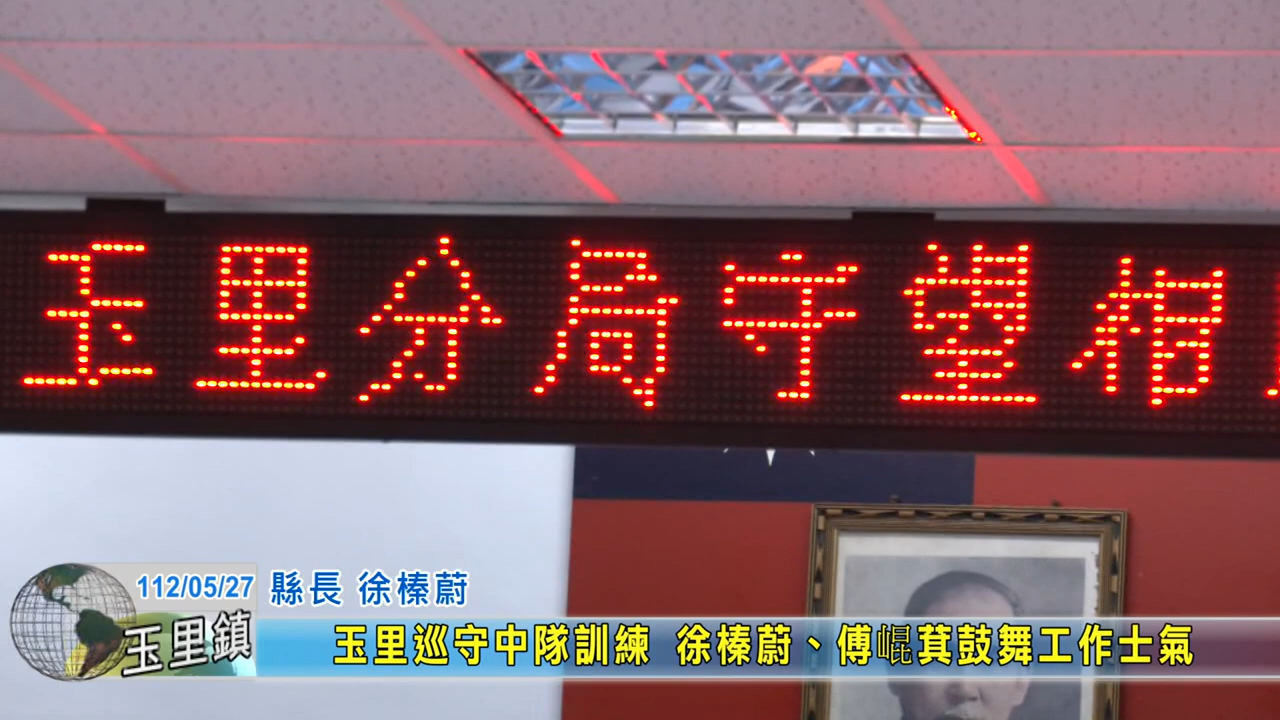 玉里分局守望相
112/05/27 縣長 徐榛蔚
玉里鎮
玉里巡守中隊訓練 徐榛蔚、傅崐萁鼓舞工作士氣